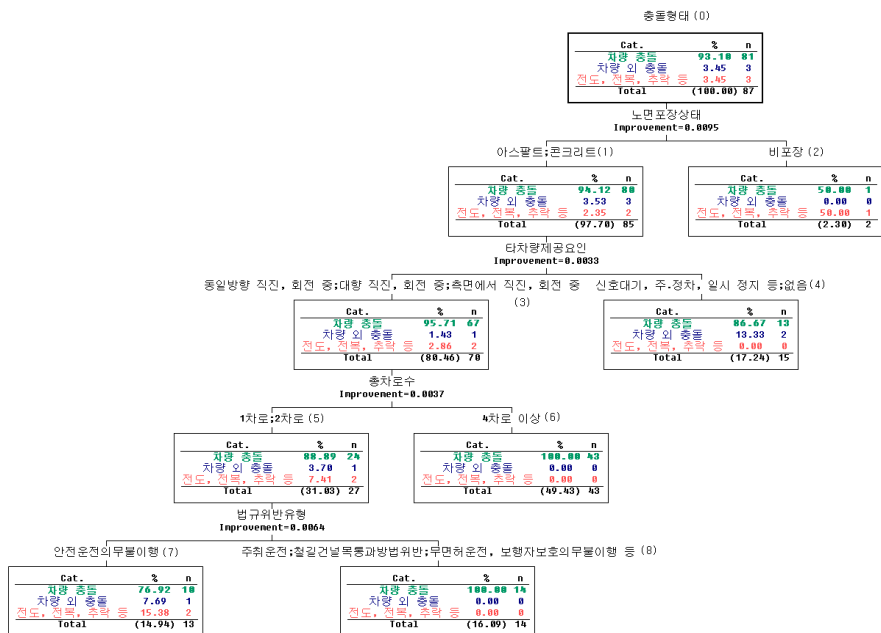 충돌형태 (0)
Cat. % n
차량 충돌 93.10 81
차량 외 충돌 3.45 3
전도, 전복, 추락 등 3.45 3
Total (100.00) 87
노면포장상태
Improvement=0.0095
아스팔트;콘크리트(1)
Cat. % n
차량 충돌 94.12 80
차량 외 충돌 3.53 3
전도, 전복, 추락 등 2.35 2
Total (97.70) 85
비포장 (2)
Cat. % n
차량 충돌 50.00 1
차량 외 충돌 0.00 0
전도, 전복, 추락 등 50.00 1
Total (2.30) 2
타차량제공요인
Improvement=0.0033
동일방향 직진, 회전 중;대향 직진, 회전 중;측면에서 직진, 회전 중
(3)
Cat. % n
차량 충돌 95.71 67
차량 외 충돌 1.43 1
전도, 전복, 추락 등 2.86 2
Total (80.46) 70
신호대기, 주.정차, 일시 정지 등;없음(4)
Cat. % n
차량 충돌 86.67 13
차량 외 충돌 13.33 2
전도, 전복, 추락 등 0.00 0
Total (17.24) 15
총차로수
Improvement=0.0037
1차로;2차로 (5)
Cat. % n
차량 충돌 88.89 24
차량 외 충돌 3.70 1
전도, 전복, 추락 등 7.41 2
Total (31.03) 27
4차로 이상 (6)
Cat. % n
차량 충돌 100.00 43
차량 외 충돌 0.00 0
전도, 전복, 추락 등 0.00 0
Total (49.43) 43
법규위반유형
Improvement=0.0064
안전운전의무불이행 (7)
Cat. % n
차량 충돌 76.92 10
차량 외 충돌 7.69 1
전도, 전복, 추락 등 15.38 2
Total (14.94) 13
주취운전;철길건널목통과방법위반;무면허운전, 보행자보호의무불이행 등 (8)
Cat. % n
차량 충돌 100.00 14
차량 외 충돌 0.00 0
전도, 전복, 추락 등 0.00 0
Total (16.09) 14